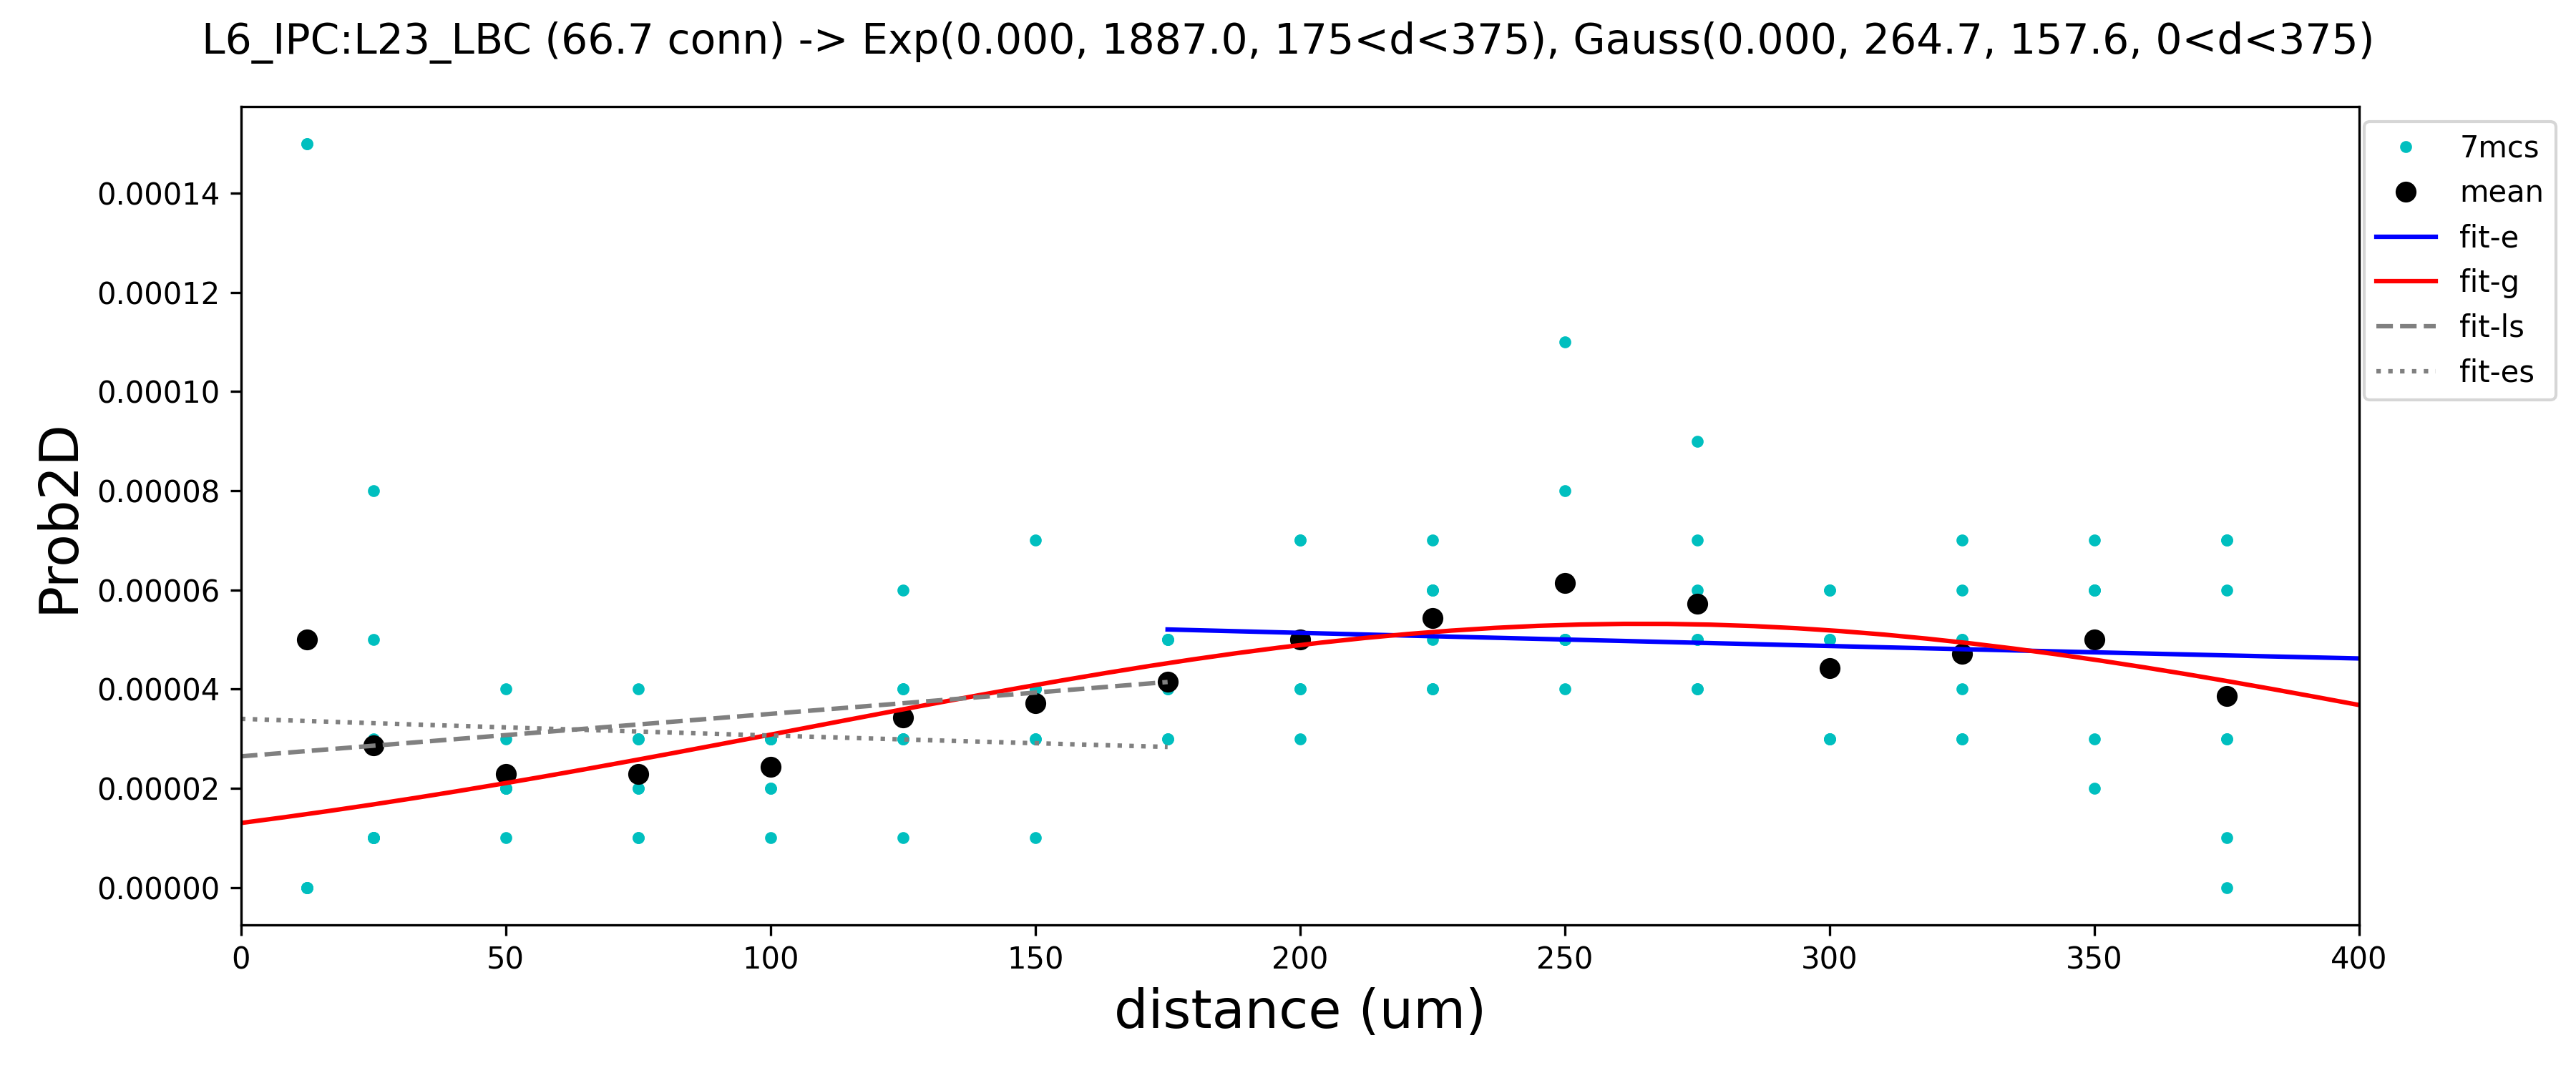 L6_IPC:L23_LBC (66.7 conn) -> Exp(0.000, 1887.0, 175<d<375), Gauss(0.000, 264.7, 157.6, 0<d<375)
7mcs
mean
fit-e
fit-g
fit-ls
fit-es
Prob2D
0.00014
0.00012
0.00010
0.00008
0.00006
0.00004
0.00002
0.00000
0 50 100 150 200 250 300 350 400
distance (um)